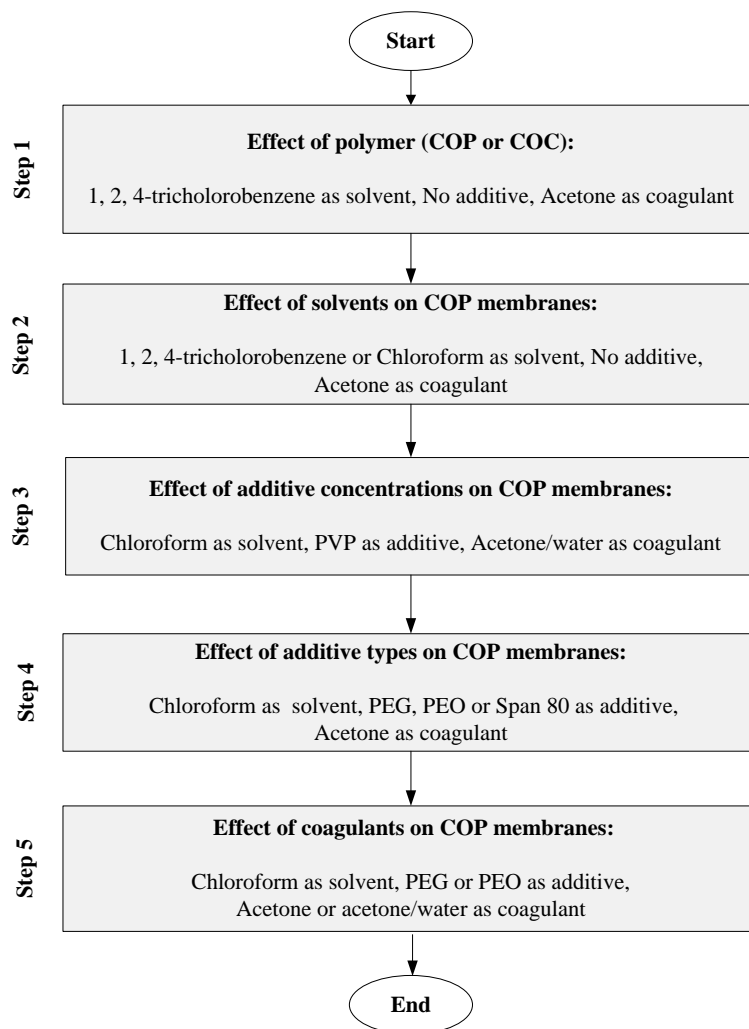 Start
Step 1
Effect of polymer (COP or COC):
1, 2, 4-tricholorobenzene as solvent, No additive, Acetone as coagulant
Step 2
Effect of solvents on COP membranes:
1, 2, 4-tricholorobenzene or Chloroform as solvent, No additive,
Acetone as coagulant
Step 3
Effect of additive concentrations on COP membranes:
Chloroform as solvent, PVP as additive, Acetone/water as coagulant
Step 4
Effect of additive types on COP membranes:
Chloroform as solvent, PEG, PEO or Span 80 as additive,
Acetone as coagulant
Step 5
Effect of coagulants on COP membranes:
Chloroform as solvent, PEG or PEO as additive,
Acetone or acetone/water as coagulant
End